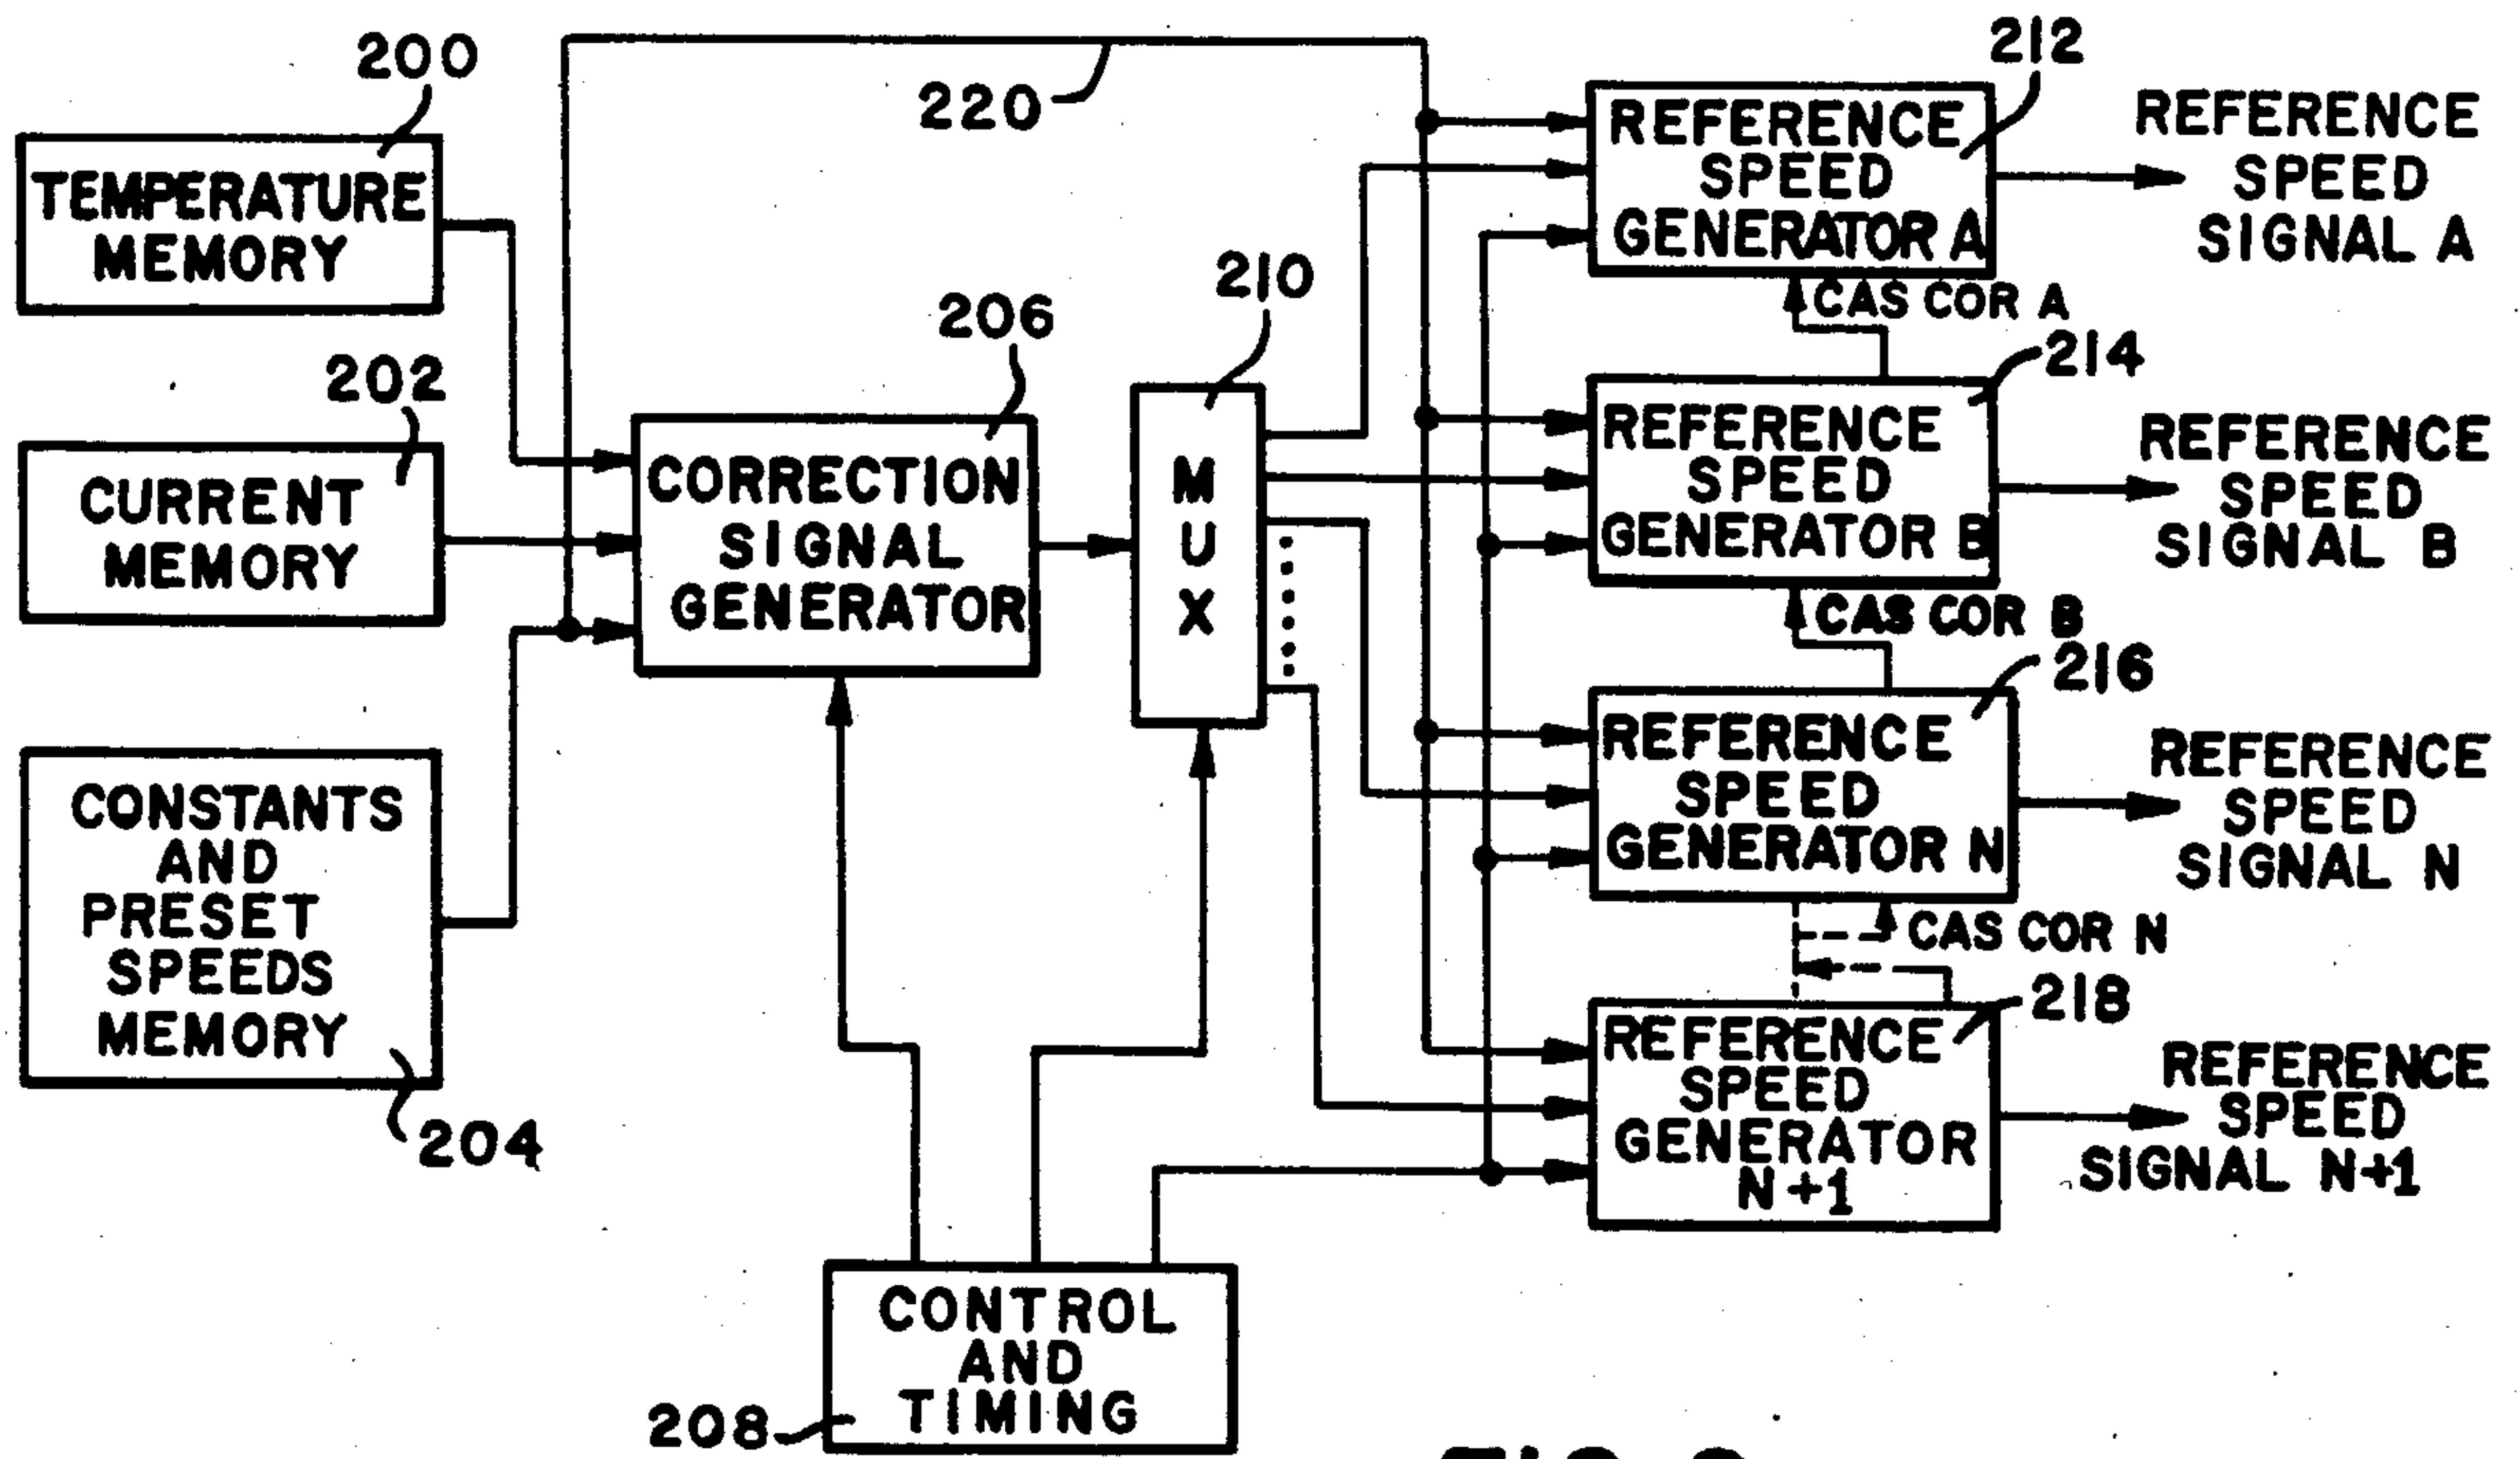 200
TEMPERATURE
MEMORY
202
CURRENT
MEMORY
CONSTANTS
AND
PRESET
SPEEDS
MEMORY
204
220
206
CORRECTION
SIGNAL
GENERATOR
210
M
U
X
CONTROL
AND
TIMING
208
212
REFERENCE
SPEED
GENERATOR A
REFERENCE
SPEED
SIGNAL A
CAS COR A
214
REFERENCE
SPEED
GENERATOR B
REFERENCE
SPEED
SIGNAL B
CAS COR B
216
REFERENCE
SPEED
GENERATOR N
REFERENCE
SPEED
SIGNAL N
CAS COR N
218
REFERENCE
SPEED
GENERATOR
N+1
REFERENCE
SPEED
SIGNAL N+1